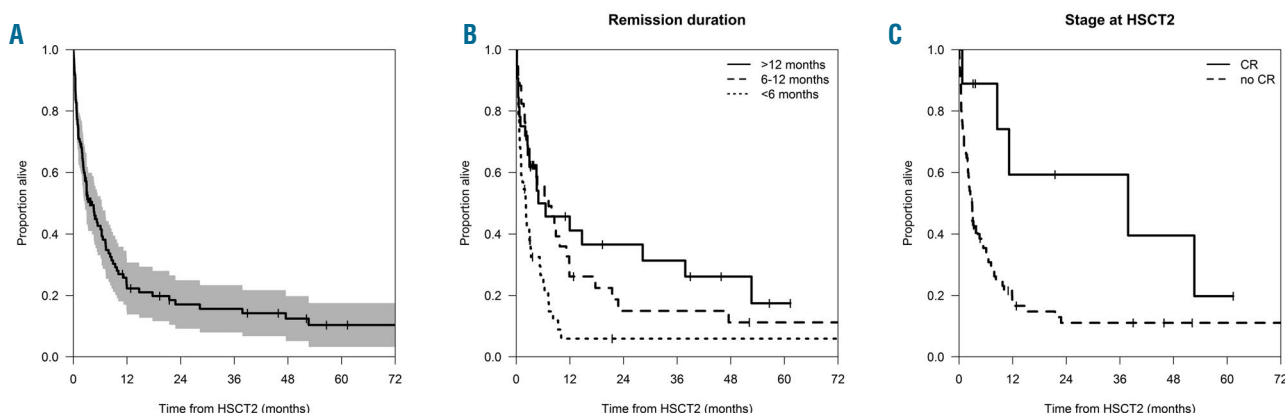 A
1.0
0.8
0.6
0.4
0.2
0.0
Proportion alive
0 12 24 36 48 60 72
Time from HSCT2 (months)
B
Remission duration
1.0
0.8
0.6
0.4
0.2
0.0
Proportion alive
>12 months
6-12 months
<6 months
0 12 24 36 48 60 72
Time from HSCT2 (months)
C
Stage at HSCT2
1.0
0.8
0.6
0.4
0.2
0.0
Proportion alive
CR
no CR
0 12 24 36 48 60 72
Time from HSCT2 (months)